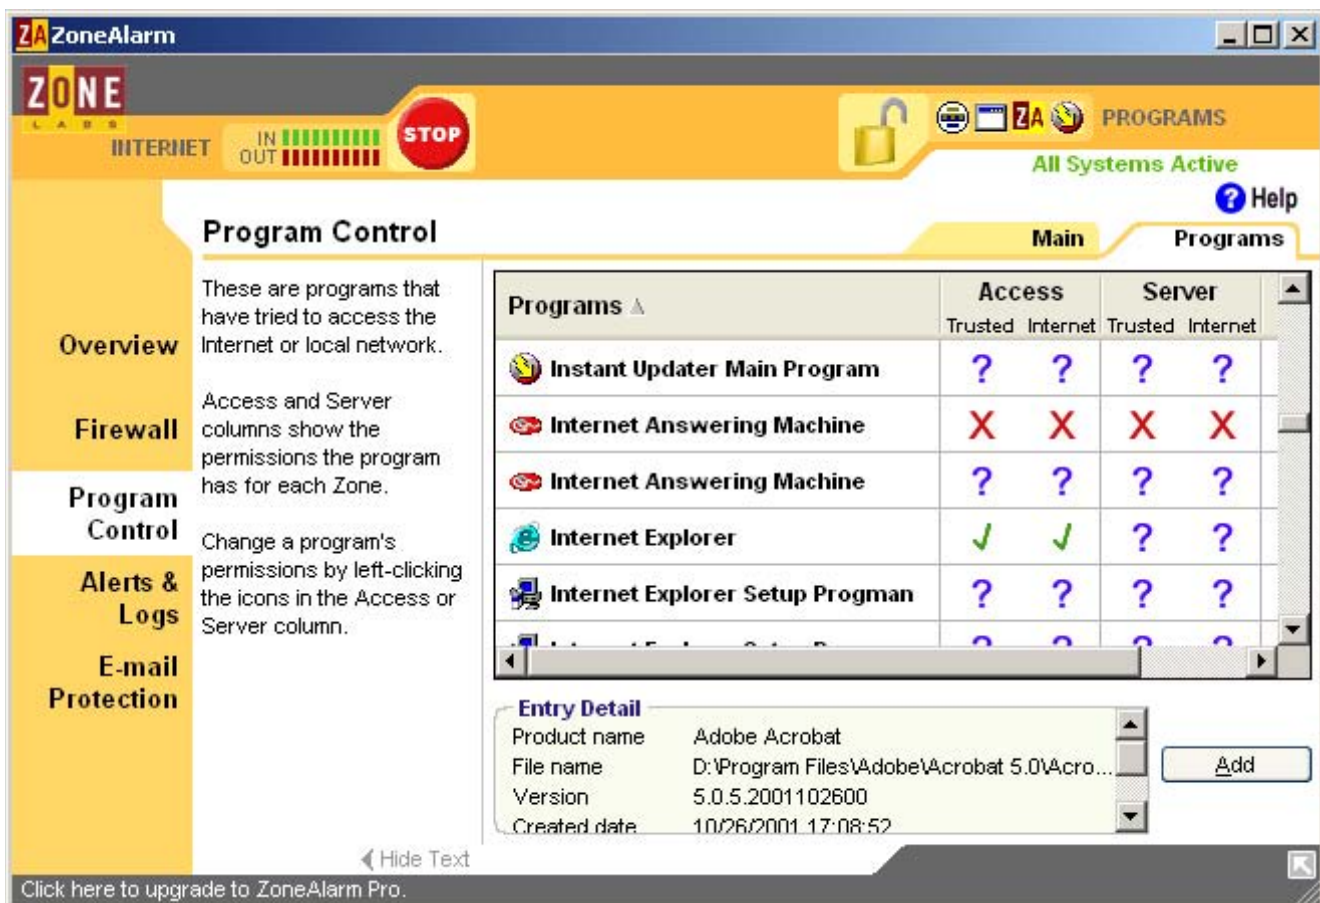 ZA ZoneAlarm
ZONE
LABS
INTERNET
IN
OUT
STOP
ZA
PROGRAMS
All Systems Active
? Help
Program Control
Main
Programs
Overview
Firewall
Program
Control
Alerts &
Logs
E-mail
Protection
These are programs that
have tried to access the
Internet or local network.
Access and Server
columns show the
permissions the program
has for each Zone.
Change a program's
permissions by left-clicking
the icons in the Access or
Server column.
Programs
Access
Server
Trusted Internet Trusted Internet
Instant Updater Main Program ? ? ? ?
Internet Answering Machine X X X X
Internet Answering Machine ? ? ? ?
Internet Explorer ? ?
Internet Explorer Setup Progman ? ? ? ?
Entry Detail
Product name Adobe Acrobat
File name D:\Program Files\Adobe\Acrobat 5.0\Acro...
Version 5.0.5.2001102600
Created date 10/26/2001 17:08:52
Add
Hide Text
Click here to upgrade to ZoneAlarm Pro.